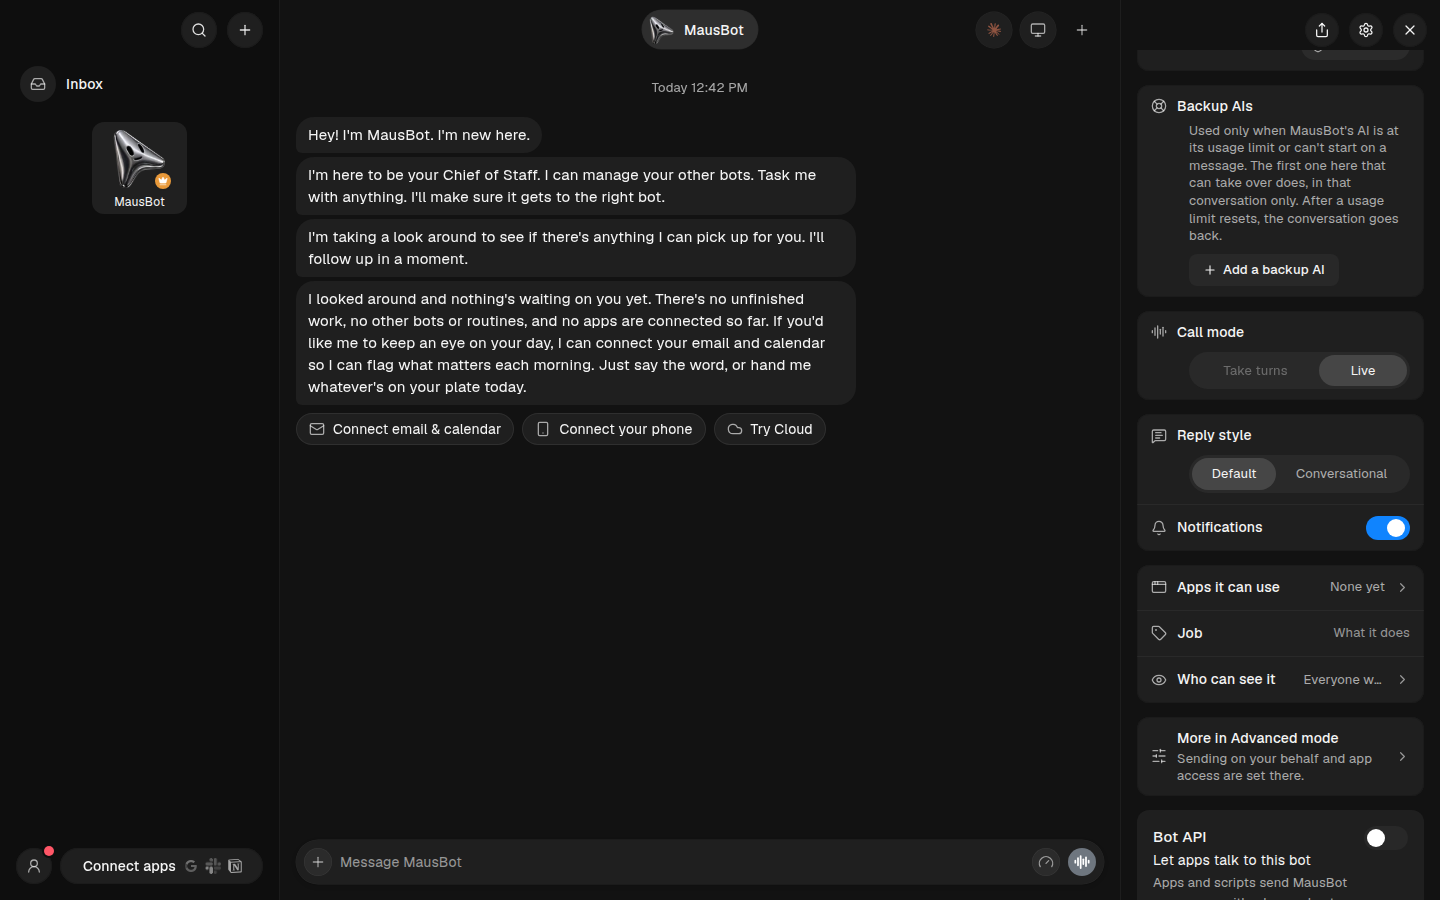 MausBot
Inbox
MausBot
Connect apps
Today 12:42 PM
Hey! I'm MausBot. I'm new here.
I'm here to be your Chief of Staff. I can manage your other bots. Task me
with anything. I'll make sure it gets to the right bot.
I'm taking a look around to see if there's anything I can pick up for you. I'll
follow up in a moment.
I looked around and nothing's waiting on you yet. There's no unfinished
work, no other bots or routines, and no apps are connected so far. If you'd
like me to keep an eye on your day, I can connect your email and calendar
so I can flag what matters each morning. Just say the word, or hand me
whatever's on your plate today.
Connect email & calendar
Connect your phone
Try Cloud
Message MausBot
Backup AIs
Used only when MausBot's AI is at
its usage limit or can't start on a
message. The first one here that
can take over does, in that
conversation only. After a usage
limit resets, the conversation goes
back.
Add a backup AI
Call mode
Take turns
Live
Reply style
Default
Conversational
Notifications
Apps it can use
None yet
Job
What it does
Who can see it
Everyone w...
More in Advanced mode
Sending on your behalf and app
access are set there.
Bot API
Let apps talk to this bot
Apps and scripts send MausBot